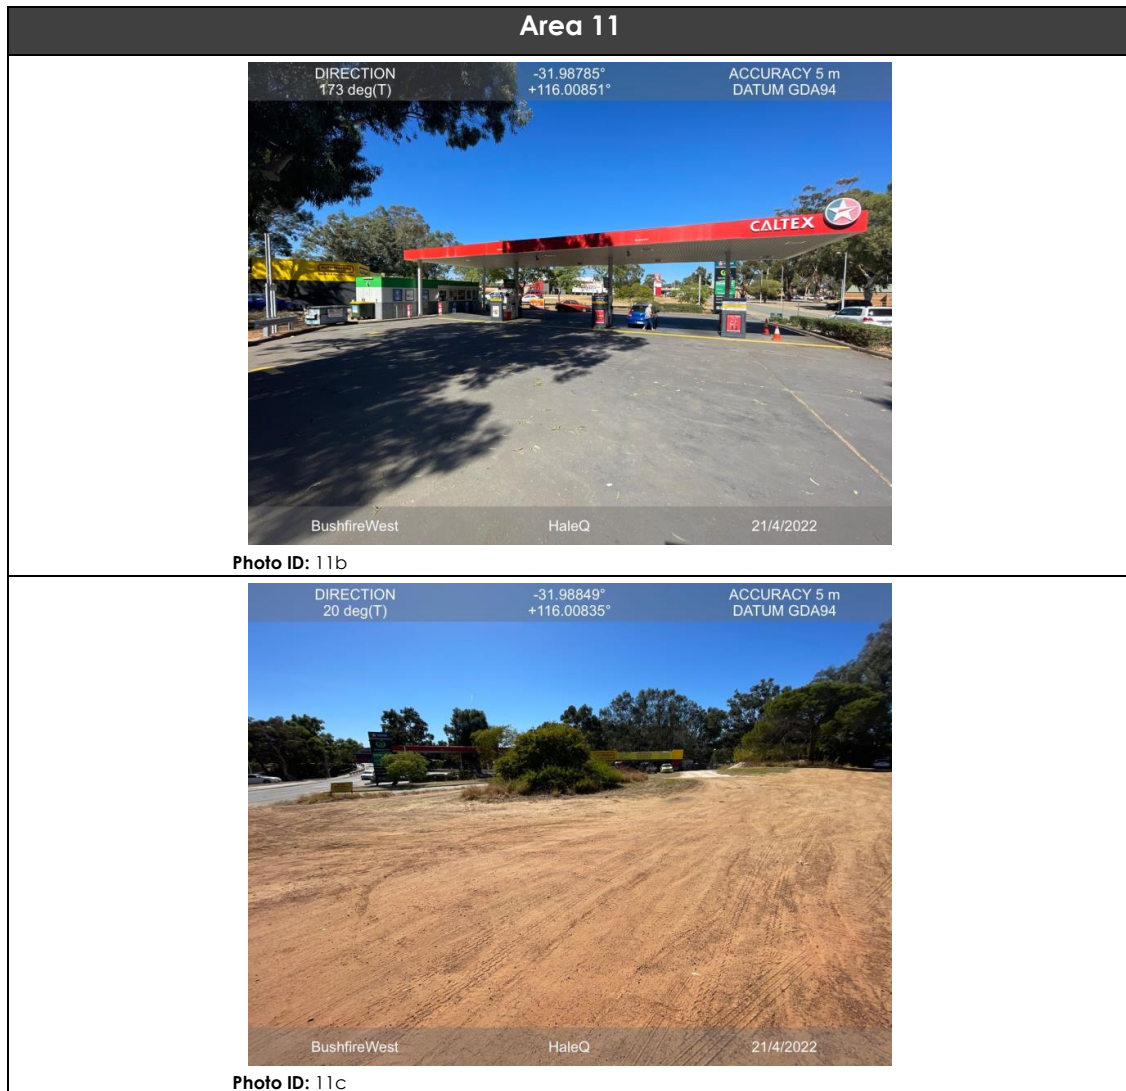 Area 11
DIRECTION
173 deg(T)
-31.98785°
+116.00851°
ACCURACY 5 m
DATUM GDA94
CALTEX
BushfireWest
HaleQ
21/4/2022
Photo ID: 11b
DIRECTION
20 deg(T)
-31.98849°
+116.00835°
ACCURACY 5 m
DATUM GDA94
BushfireWest
HaleQ
21/4/2022
Photo ID: 11c